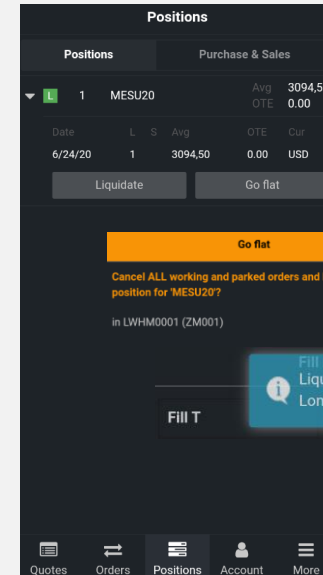 Positions
Positions Purchase & Sales
L 1 MESU20 Avg 3094,5
OTE 0.00
Date L S Avg OTE Cur
6/24/20 1 3094,50 0.00 USD
Liquidate Go flat
Go flat
Cancel ALL working and parked orders and
position for 'MESU20'?
in LWHM0001 (ZM001)
Fill
Liqu
Lon
Fill T
Quotes Orders Positions Account More